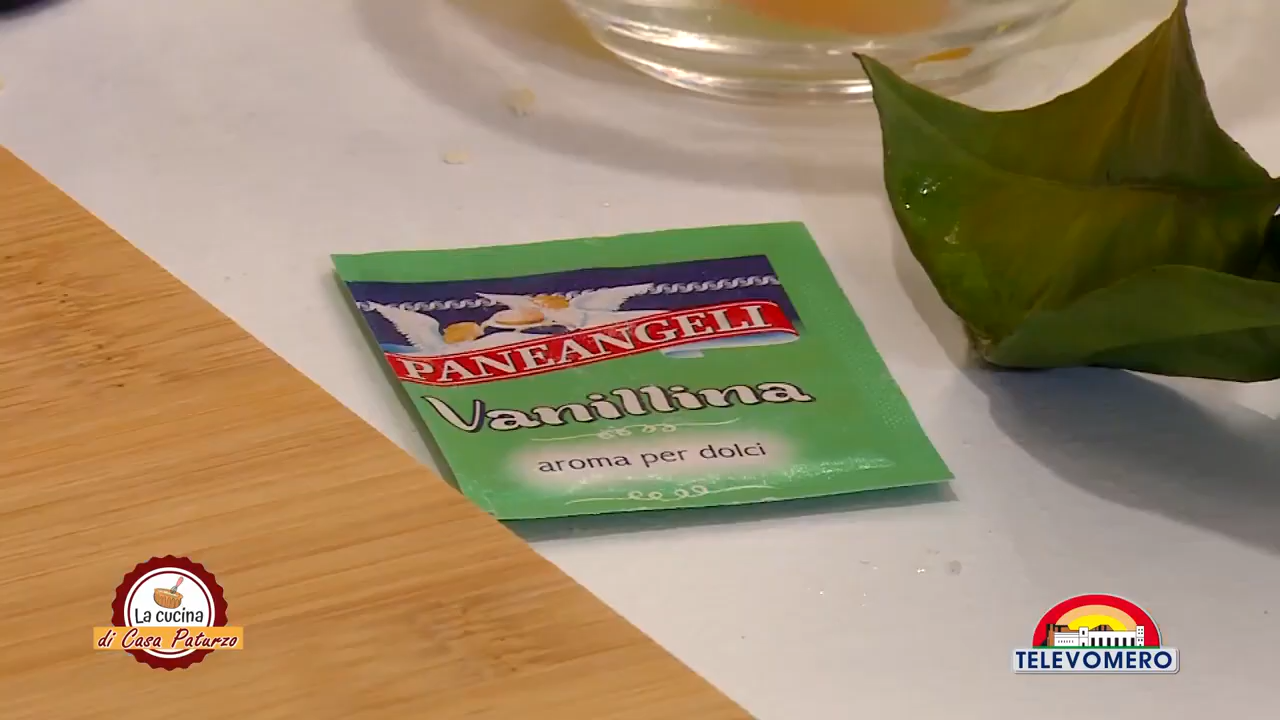 PANEANGELI
Vanillina
aroma per dolci
La cucina
di Casa Paturzo
TELEVOMERO